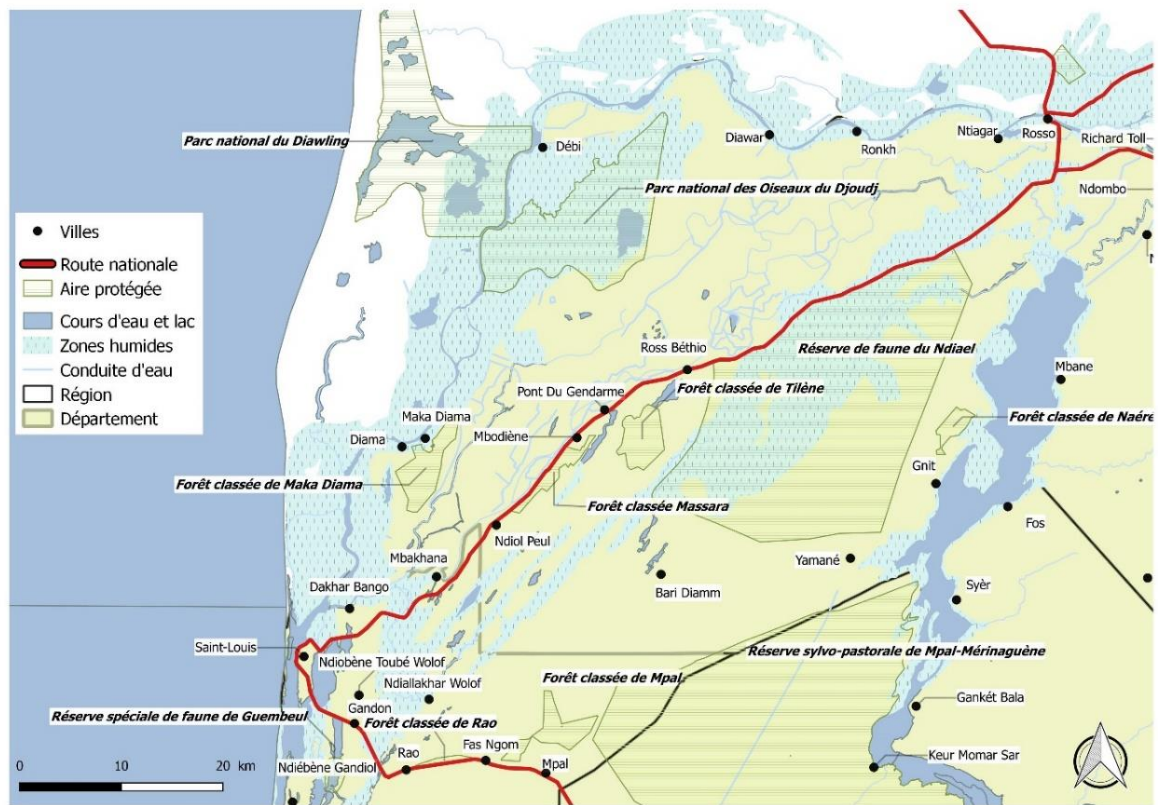 Parc national du Diawling
Débi
Diawar
Ronkh
Ntiagar
Rosso
Richard Toll
Parc national des Oiseaux du Djoudj
Ndombo
N
Villes
Route nationale
Aire protégée
Cours d'eau et lac
Zones humides
Conduite d'eau
Région
Département
Ross Béthio
Réserve de faune du Ndiael
Mbane
Pont Du Gendarme
Forêt classée de Tilène
Maka Diama
Forêt classée de Naére
Diama
Mbodiène
Gnit
Forêt classée de Maka Diama
Forêt classée Massara
Fos
Ndiol Peul
Yamané
Mbakhana
Bari Diamm
Dakhar Bango
Syèr
Saint-Louis
Ndiobène Toubé Wolof
Réserve sylvo-pastorale de Mpal-Mérinaguène
Forêt classée de Mpal
Ndiallakhar Wolof
Gankét Bala
Gandon
Réserve spéciale de faune de Guembeul
Forêt classée de Rao
Fas Ngom
Rao
Mpal
Keur Momar Sar
Ndiébène Gandiol
0 10 20 km